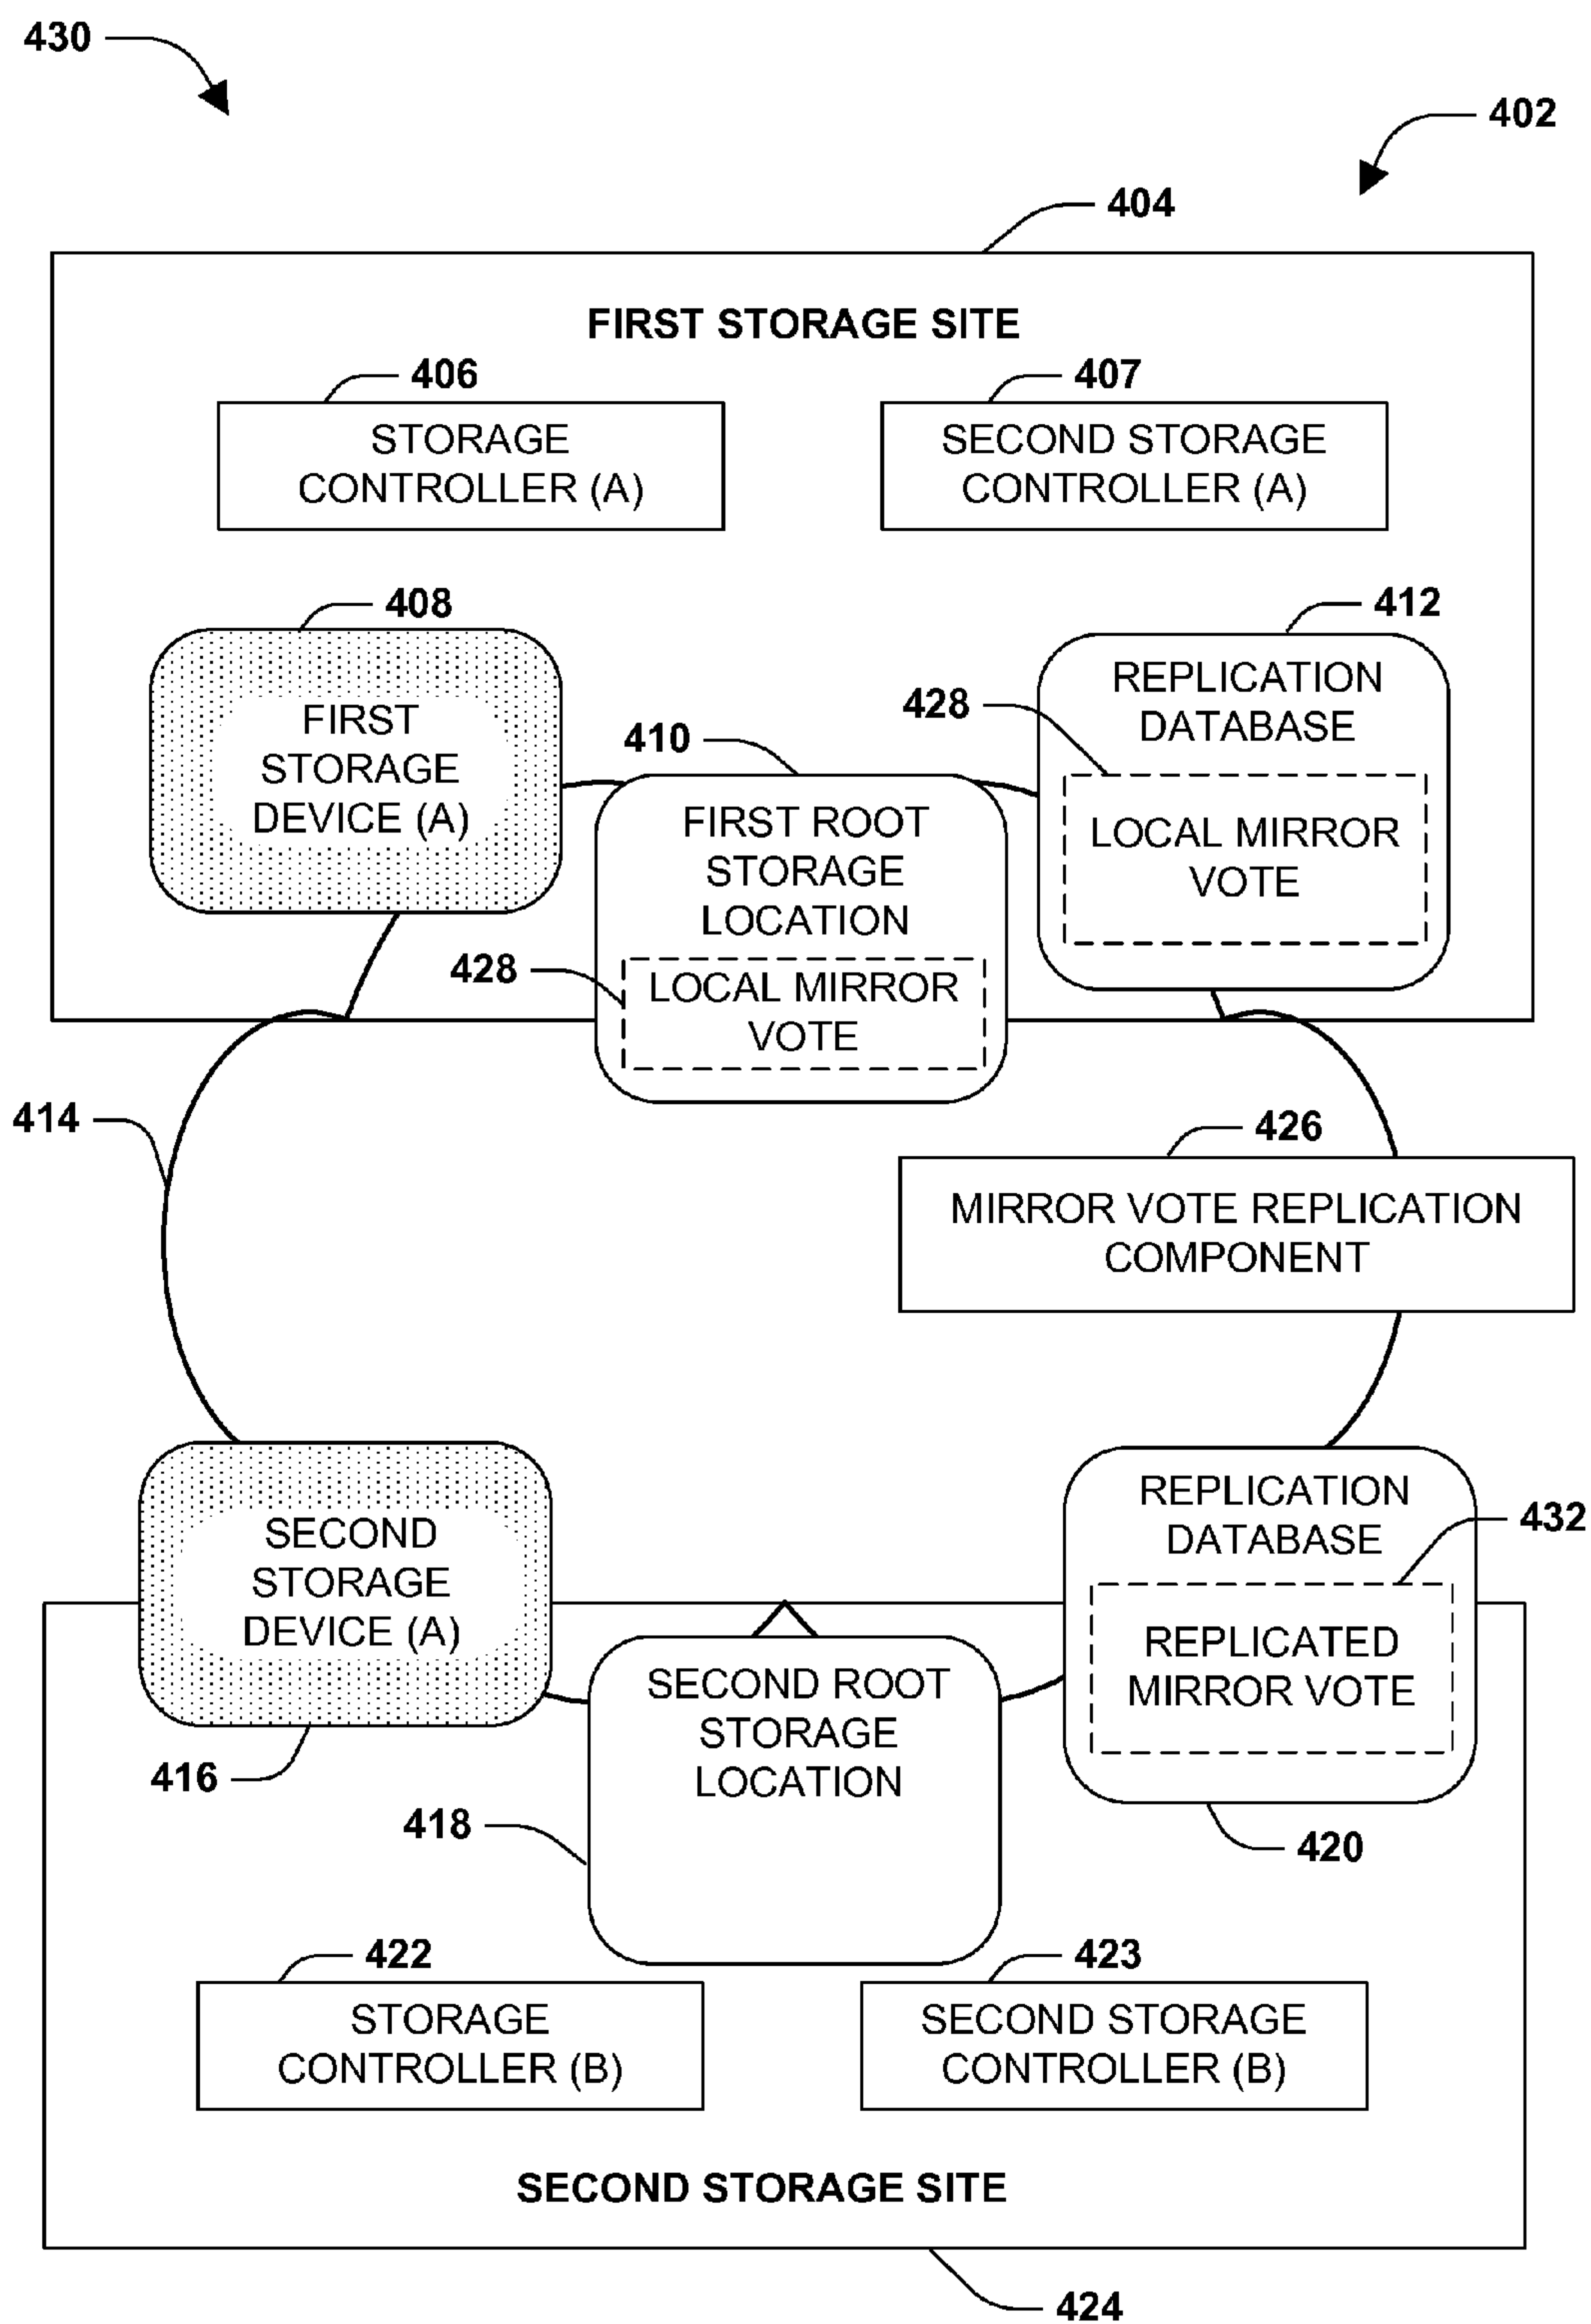 430
402
404
FIRST STORAGE SITE
406
407
STORAGE
CONTROLLER (A)
SECOND STORAGE
CONTROLLER (A)
408
412
FIRST
STORAGE
DEVICE (A)
410
428
REPLICATION
DATABASE
LOCAL MIRROR
VOTE
FIRST ROOT
STORAGE
LOCATION
428
LOCAL MIRROR
VOTE
414
426
MIRROR VOTE REPLICATION
COMPONENT
SECOND
STORAGE
DEVICE (A)
REPLICATION
DATABASE
432
REPLICATED
MIRROR VOTE
SECOND ROOT
STORAGE
LOCATION
416
418
420
422
423
STORAGE
CONTROLLER (B)
SECOND STORAGE
CONTROLLER (B)
SECOND STORAGE SITE
424